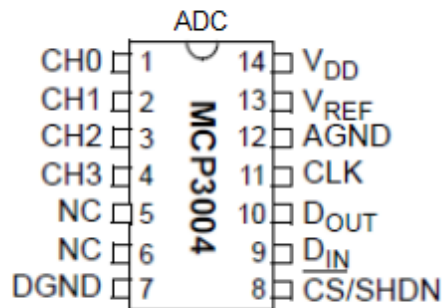 ADC
CH0 1 14 VDD
CH1 2 13 VREF
CH2 3 12 AGND
CH3 4 11 CLK
NC 5 10 DOUT
NC 6 9 DIN
DGND 7 8 CS/SHDN
MCP3004